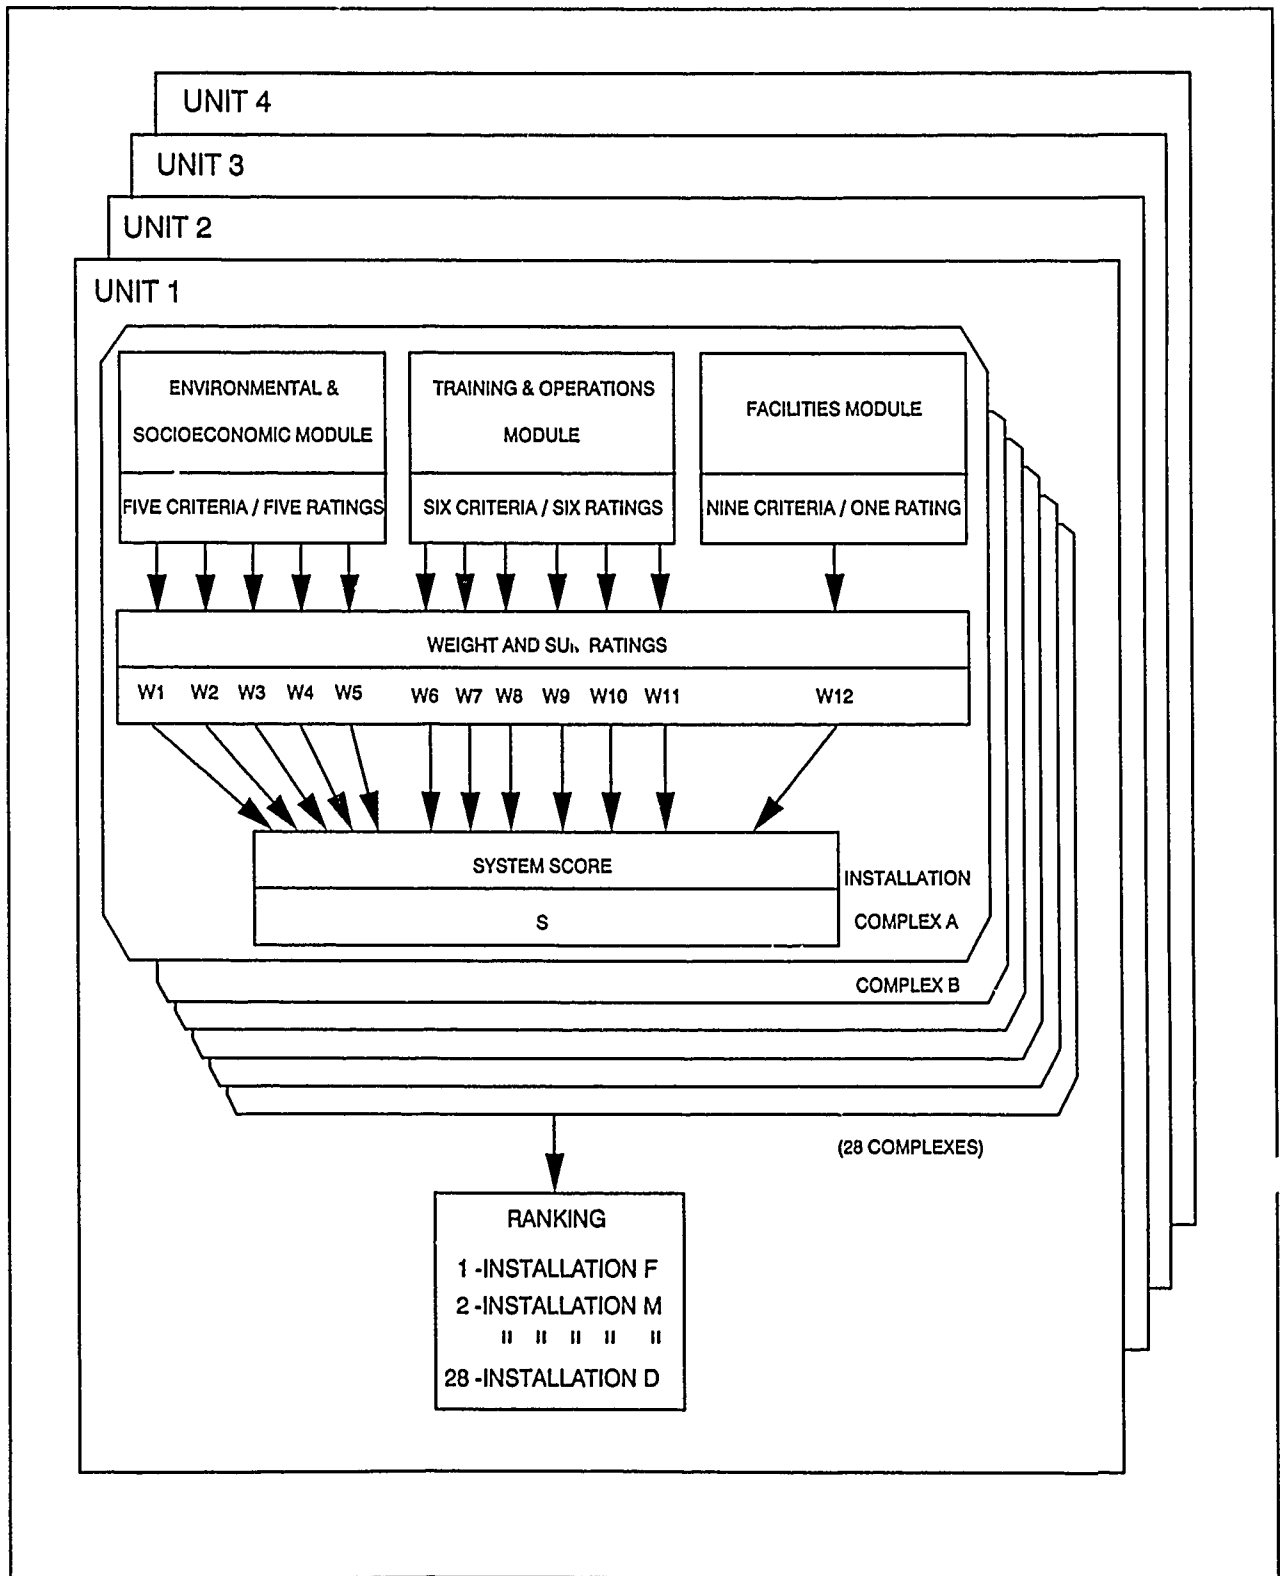 UNIT 4
UNIT 3
UNIT 2
UNIT 1
ENVIRONMENTAL &
SOCIOECONOMIC MODULE
FIVE CRITERIA / FIVE RATINGS
TRAINING & OPERATIONS
MODULE
SIX CRITERIA / SIX RATINGS
FACILITIES MODULE
NINE CRITERIA / ONE RATING
WEIGHT AND RATINGS
W1 W2 W3 W4 W5 W6 W7 W8 W9 W10 W11 W12
SYSTEM SCORE
S
INSTALLATION
COMPLEX A
COMPLEX B
(28 COMPLEXES)
RANKING
1 -INSTALLATION F
2 -INSTALLATION M
" " " " "
28 -INSTALLATION D